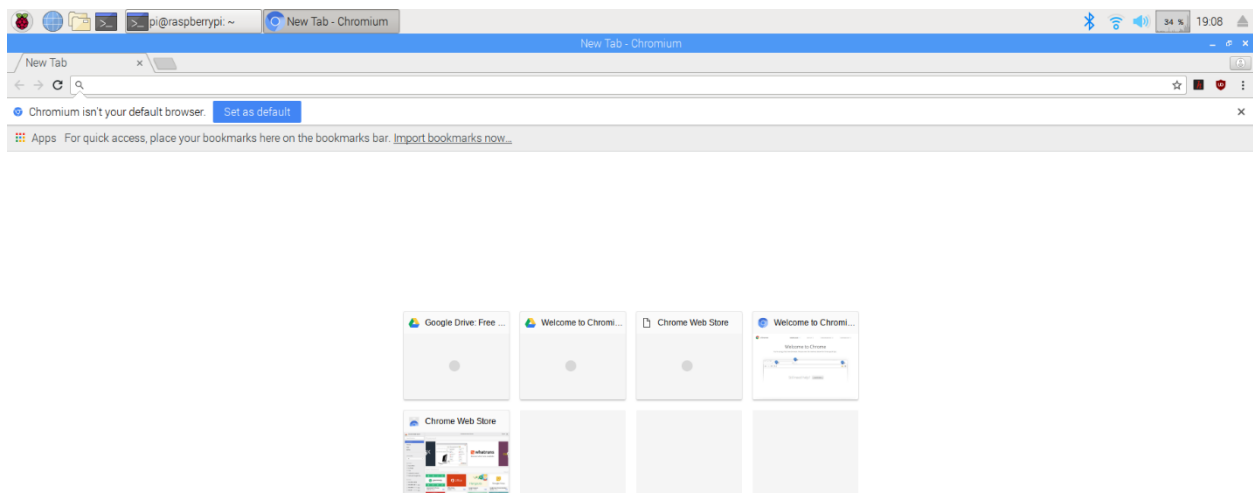 pi@raspberrypi: ~ New Tab - Chromium 34 % 19:08
New Tab - Chromium
New Tab
Chromium isn't your default browser. Set as default
Apps For quick access, place your bookmarks here on the bookmarks bar. Import bookmarks now...
Google Drive: Free ... Welcome to Chromi... Chrome Web Store Welcome to Chromi...
Welcome to Chrome
Chrome Web Store